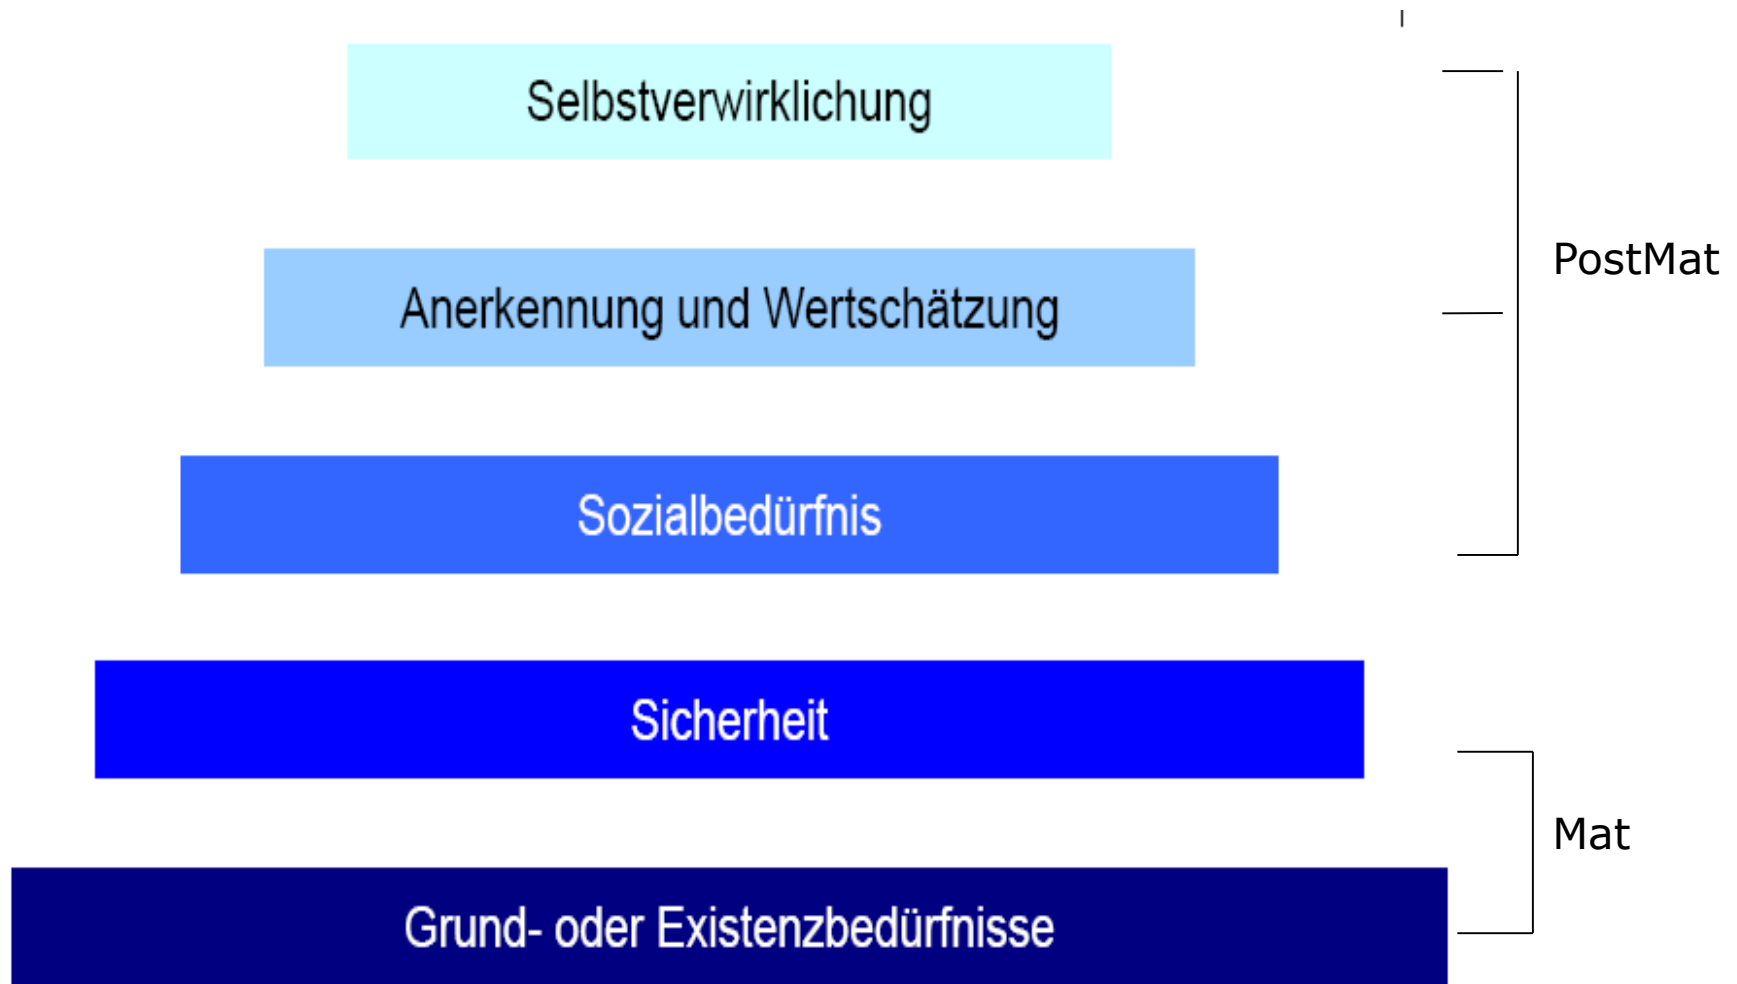 Selbstverwirklichung
Anerkennung und Wertschätzung
PostMat
Sozialbedürfnis
Sicherheit
Mat
Grund- oder Existenzbedürfnisse